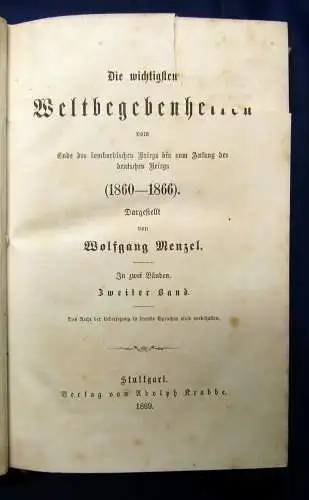 Die wichtigsten
Weltbegebenheiten
vom
Ende des lombardischen Kriegs bis zum Anfang des
deutschen Kriegs
(1860—1866).
Dargestellt
von
Wolfgang Menzel.
In zwei Bänden.
Zweiter Band.
Das Recht der Uebersetzung in fremde Sprachen wird vorbehalten.
Stuttgart.
Verlag von Adolph Krabbe.
1869.